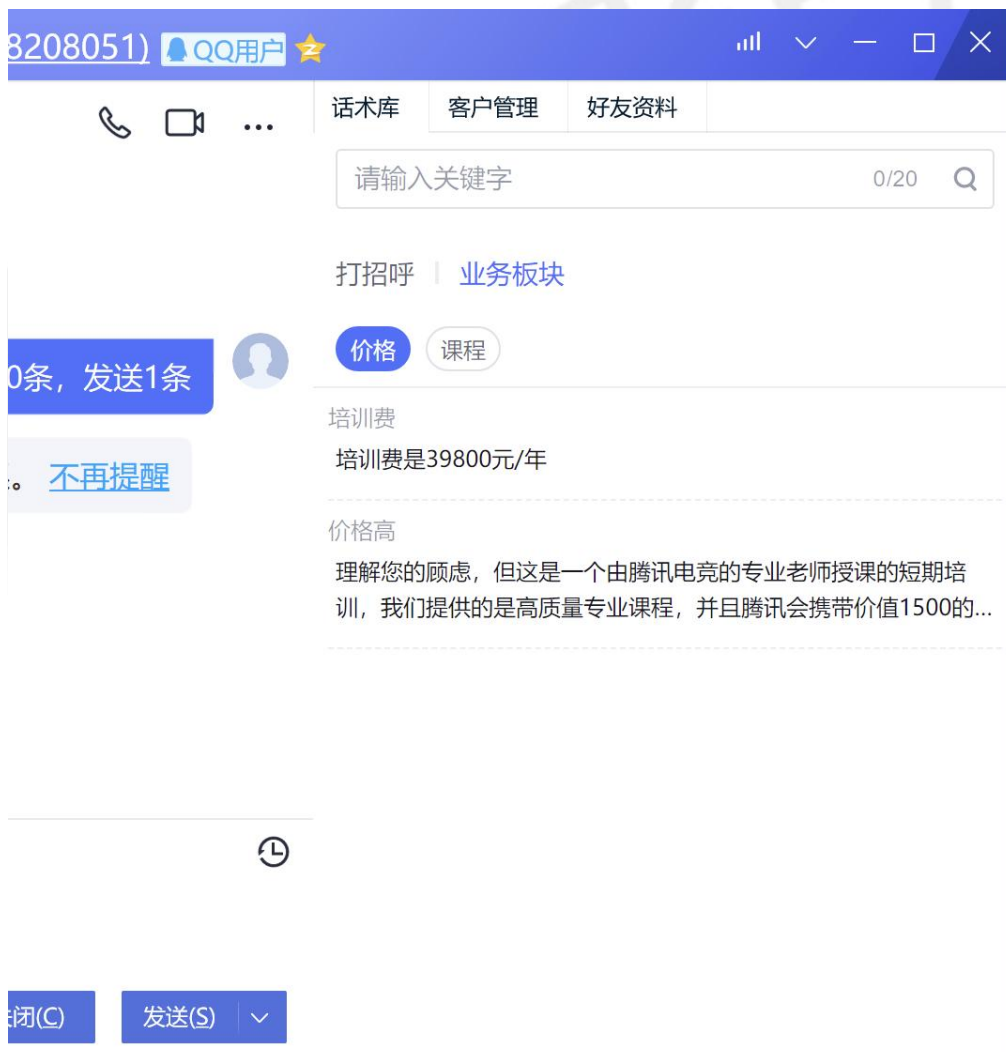 8208051) QQ用户
话术库 客户管理 好友资料
请输入关键字 0/20
打招呼 业务板块
价格 课程
0条，发送1条
培训费
培训费是39800元/年
。 不再提醒
价格高
理解您的顾虑，但这是一个由腾讯电竞的专业老师授课的短期培
训，我们提供的是高质量专业课程，并且腾讯会携带价值1500的...
闭(C) 发送(S)